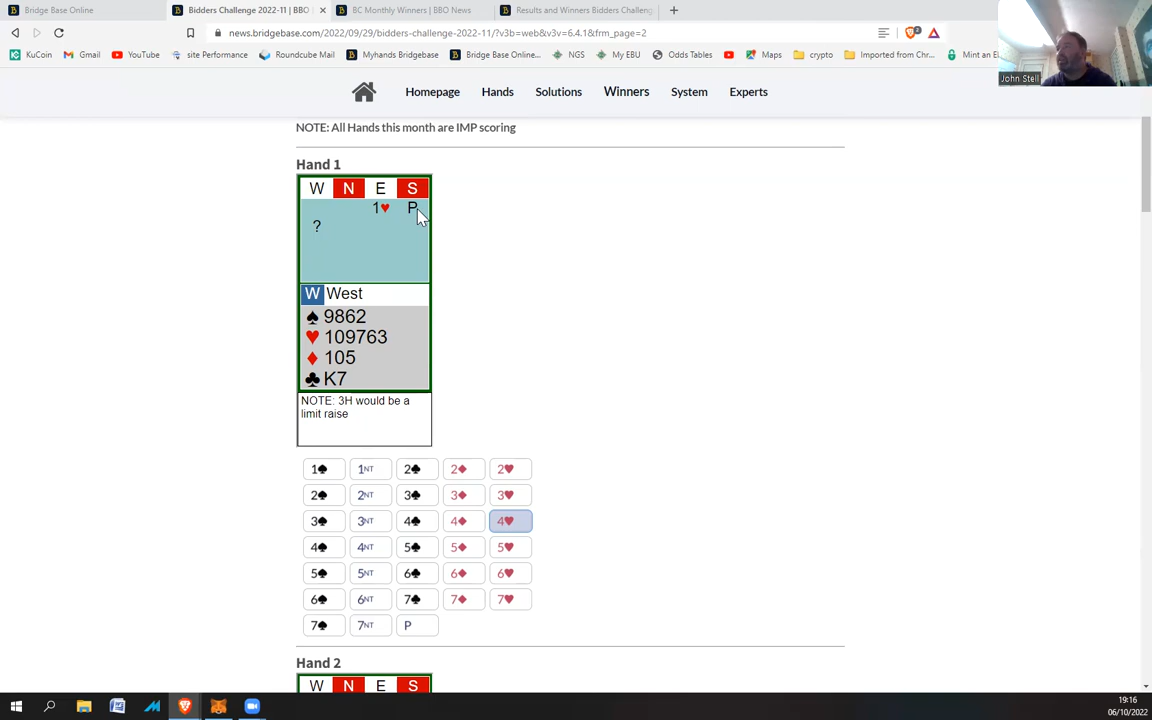 Bridge Base Online
Bidders Challenge 2022-11 | BBO
BC Monthly Winners | BBO News
Results and Winners Bidders Challeng
news.bridgebase.com/2022/09/29/bidders-challenge-2022-11/?v3b=web&v3v=6.4.1&frm_page=2
KuCoin Gmail YouTube Roundcube Mail site Performance Myhands Bridgebase Bridge Base Online... NGS My EBU Odds Tables Maps crypto Imported from Chr... Mint an E
John Stell
Homepage Hands Solutions Winners System Experts
NOTE: All Hands this month are IMP scoring
Hand 1
W N E S
1♥ P
?
W West
♠ 9862
♥ 109763
♦ 105
♣ K7
NOTE: 3H would be a
limit raise
1♠ 1NT 2♣ 2♦ 2♥
2♠ 2NT 3♣ 3♦ 3♥
3♠ 3NT 4♣ 4♦ 4♥
4♠ 4NT 5♣ 5♦ 5♥
5♠ 5NT 6♣ 6♦ 6♥
6♠ 6NT 7♣ 7♦ 7♥
7♠ 7NT P
Hand 2
W N E S
19:16
06/10/2022